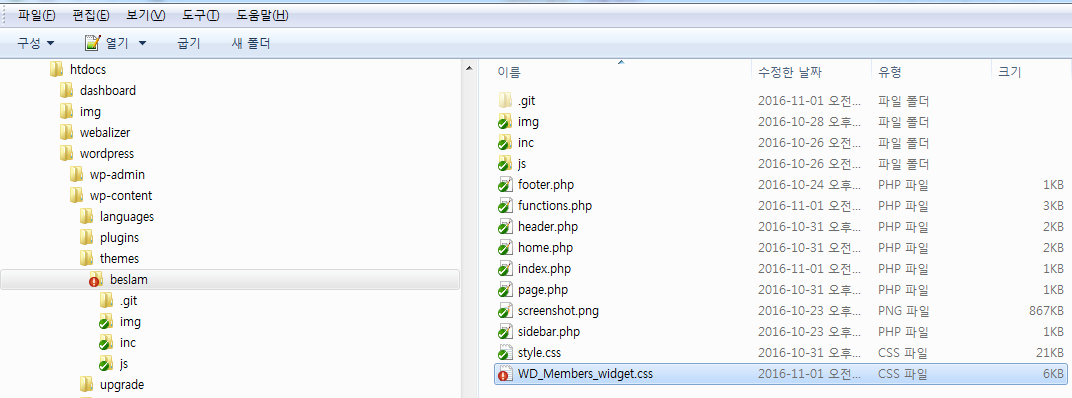 파일(F) 편집(E) 보기(V) 도구(T) 도움말(H)
구성 열기 굽기 새 폴더
htdocs
dashboard
img
webalizer
wordpress
wp-admin
wp-content
languages
plugins
themes
beslam
.git
img
inc
js
upgrade
이름 수정한 날짜 유형 크기
.git 2016-11-01 오전... 파일 폴더
img 2016-10-28 오후... 파일 폴더
inc 2016-10-26 오전... 파일 폴더
js 2016-10-26 오전... 파일 폴더
footer.php 2016-10-24 오후... PHP 파일 1KB
functions.php 2016-11-01 오전... PHP 파일 3KB
header.php 2016-10-31 오전... PHP 파일 2KB
home.php 2016-10-31 오전... PHP 파일 2KB
index.php 2016-11-01 오전... PHP 파일 1KB
page.php 2016-10-31 오후... PHP 파일 1KB
screenshot.png 2016-10-23 오후... PNG 파일 867KB
sidebar.php 2016-10-23 오후... PHP 파일 1KB
style.css 2016-10-31 오후... CSS 파일 21KB
WD_Members_widget.css 2016-11-01 오전... CSS 파일 6KB